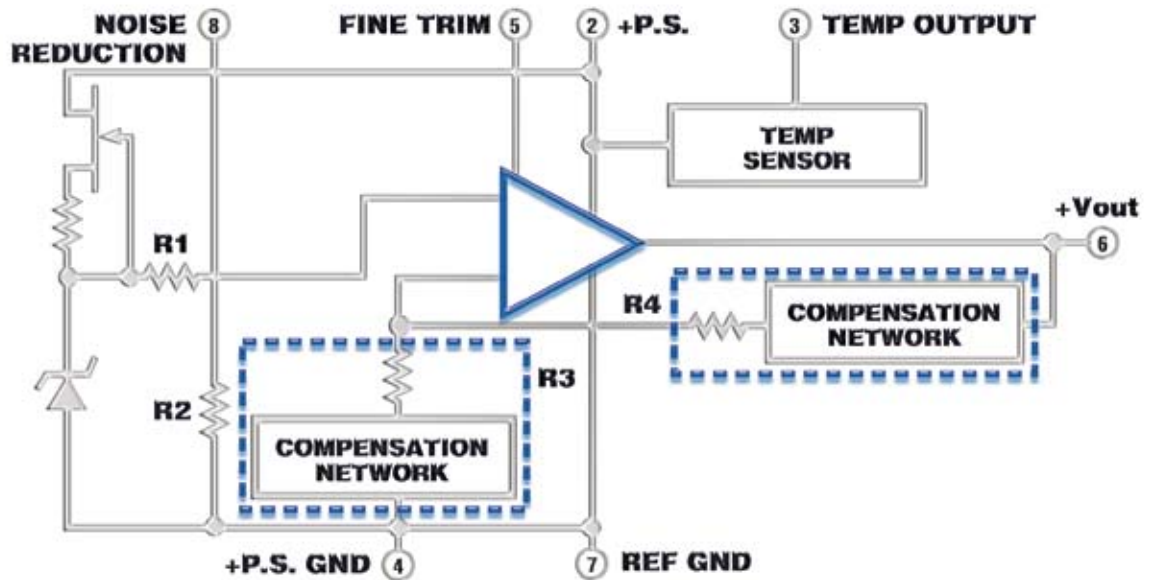 NOISE
REDUCTION
8
FINE TRIM
5
2
+P.S.
3
TEMP OUTPUT
TEMP
SENSOR
+Vout
6
R1
R4
COMPENSATION
NETWORK
R3
R2
COMPENSATION
NETWORK
+P.S. GND
4
7
REF GND